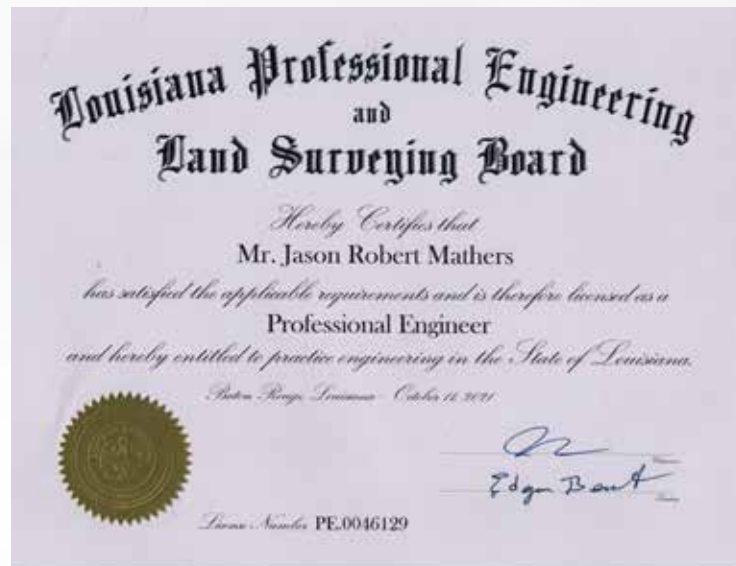 Louisiana Professional Engineering
and
Land Surveying Board
Hereby Certifies that
Mr. Jason Robert Mathers
has satisfied the applicable requirements and is therefore licensed as a
Professional Engineer
and hereby entitled to practice engineering in the State of Louisiana.
Baton Rouge, Louisiana - October 2021
License Number PE.0046129